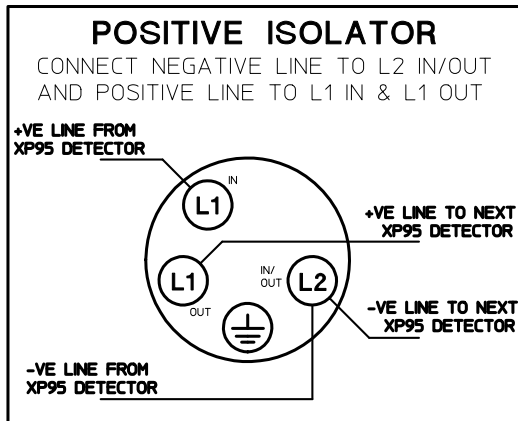 POSITIVE ISOLATOR
CONNECT NEGATIVE LINE TO L2 IN/OUT
AND POSITIVE LINE TO L1 IN & L1 OUT
+VE LINE FROM
XP95 DETECTOR
IN
L1
+VE LINE TO NEXT
XP95 DETECTOR
L1
OUT
IN/
OUT
L2
-VE LINE TO NEXT
XP95 DETECTOR
-VE LINE FROM
XP95 DETECTOR